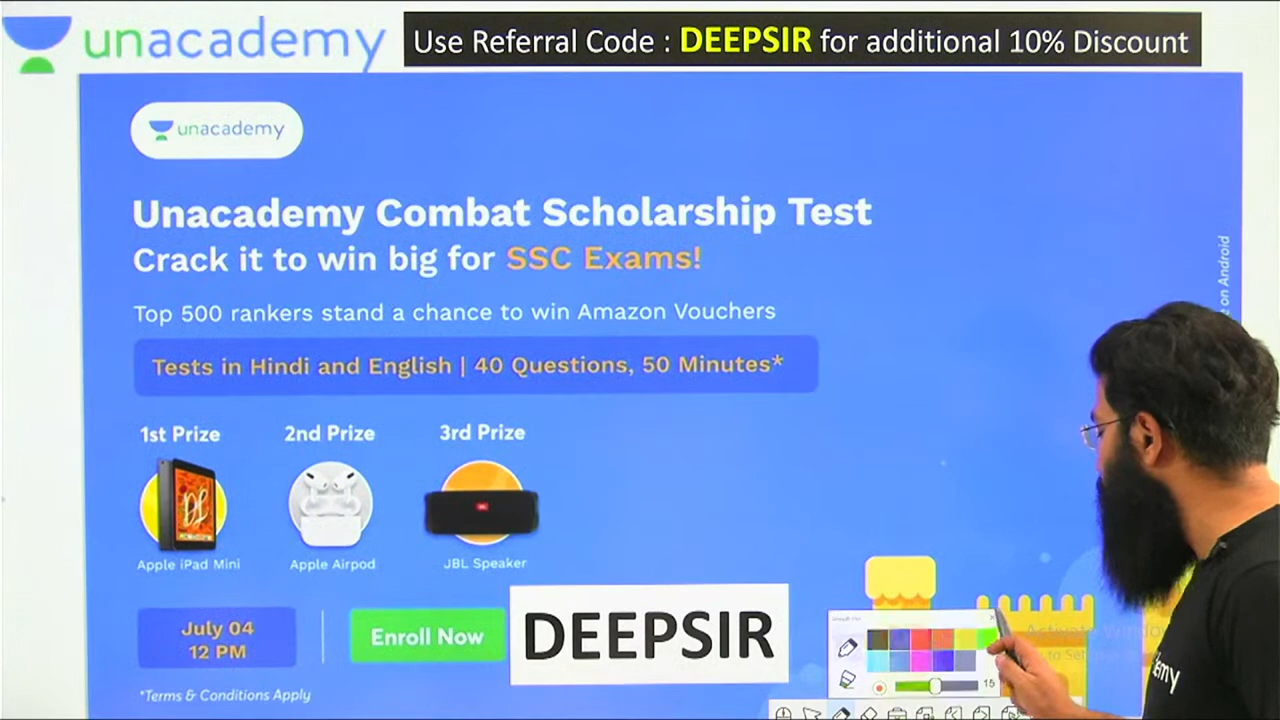 unacademy
Use Referral Code : DEEPSIR for additional 10% Discount
unacademy
Unacademy Combat Scholarship Test
Crack it to win big for SSC Exams!
Top 500 rankers stand a chance to win Amazon Vouchers
Tests in Hindi and English | 40 Questions, 50 Minutes*
1st Prize
2nd Prize
3rd Prize
Apple iPad Mini
Apple Airpod
JBL Speaker
July 04
12 PM
Enroll Now
DEEPSIR
*Terms & Conditions Apply
on Android
15